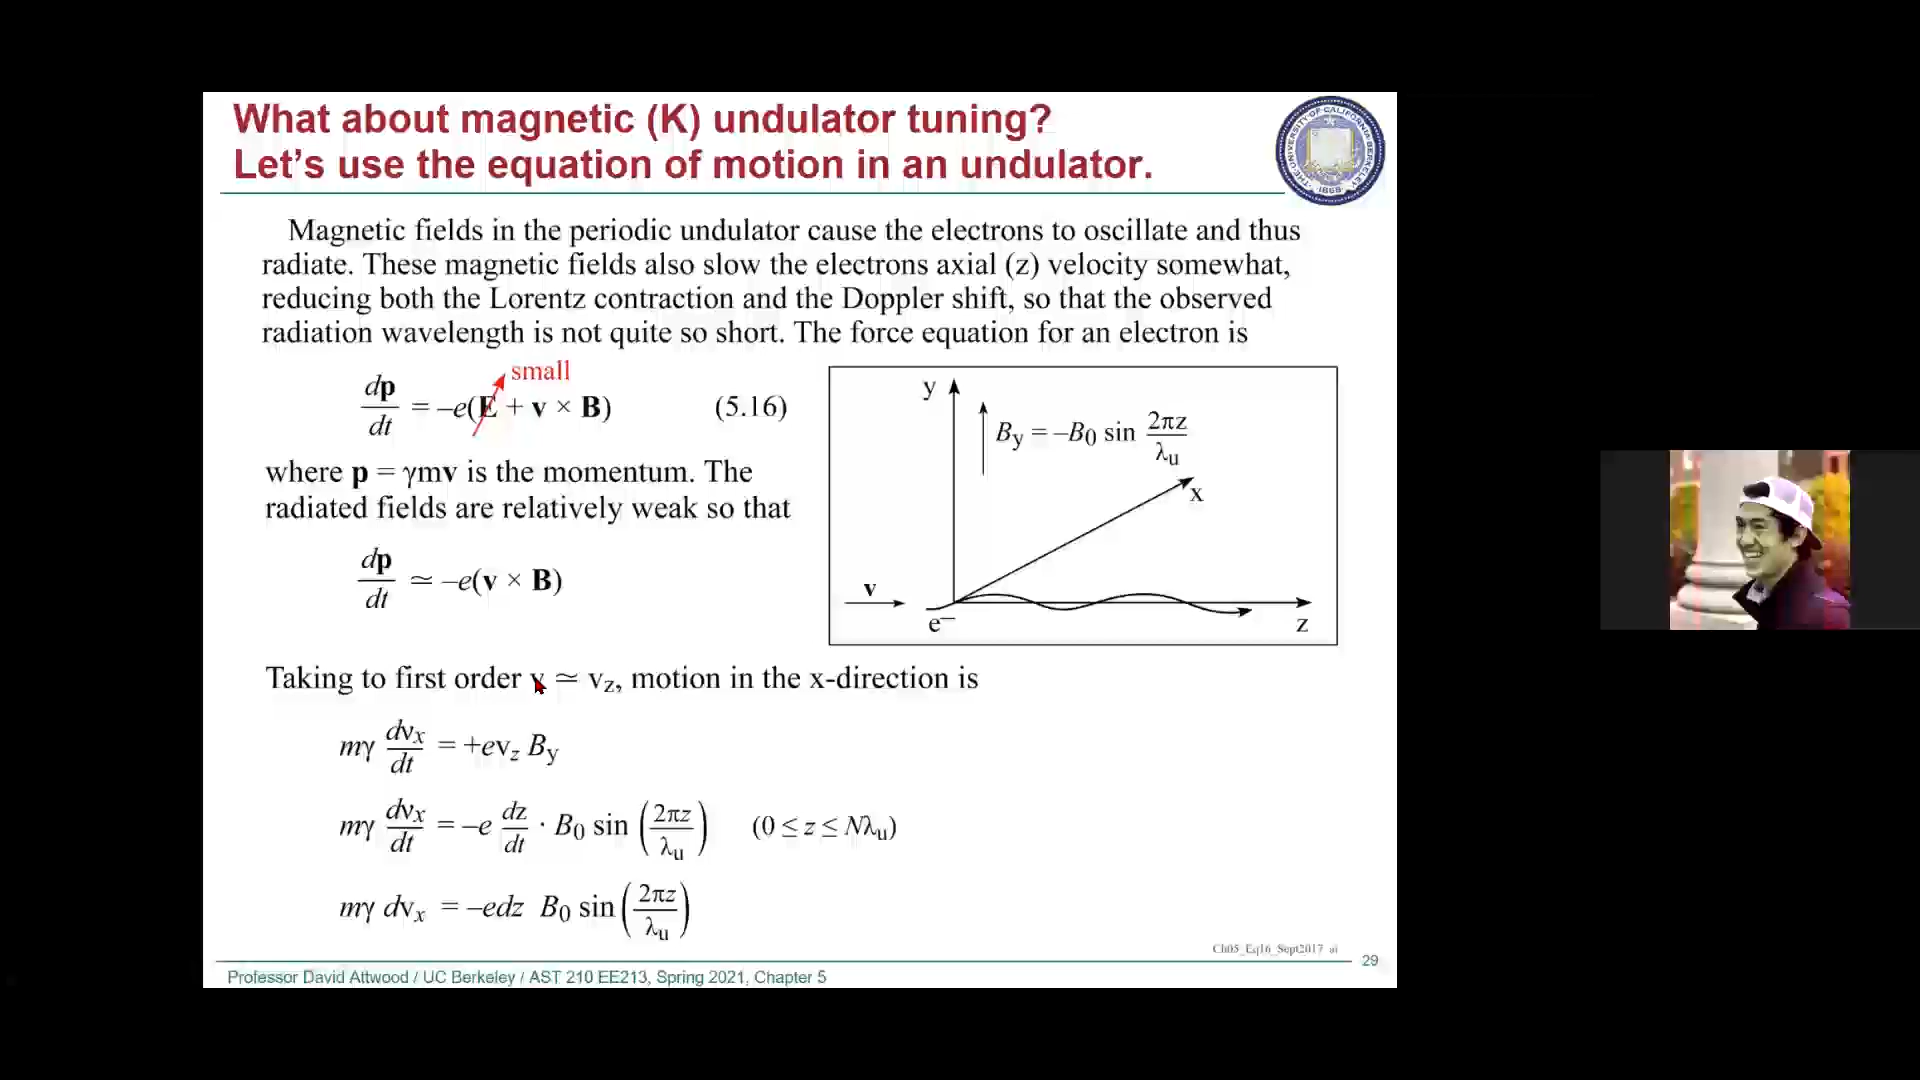 What about magnetic (K) undulator tuning?
Let's use the equation of motion in an undulator.
UNIVERSITY OF CALIFORNIA BERKELEY
1868
Magnetic fields in the periodic undulator cause the electrons to oscillate and thus
radiate. These magnetic fields also slow the electrons axial (z) velocity somewhat,
reducing both the Lorentz contraction and the Doppler shift, so that the observed
radiation wavelength is not quite so short. The force equation for an electron is
small
dp/dt = –e(E + v × B) (5.16)
where p = γmv is the momentum. The
radiated fields are relatively weak so that
dp/dt ≃ –e(v × B)
y
By = –B0 sin 2πz/λu
x
v
e–
z
Taking to first order v ≃ vz, motion in the x-direction is
mγ dvx/dt = +evz By
mγ dvx/dt = –e dz/dt · B0 sin (2πz/λu) (0 ≤ z ≤ Nλu)
mγ dvx = –edz B0 sin(2πz/λu)
Ch05_Eq16_Sept2017.ai
29
Professor David Attwood / UC Berkeley / AST 210 EE213, Spring 2021, Chapter 5